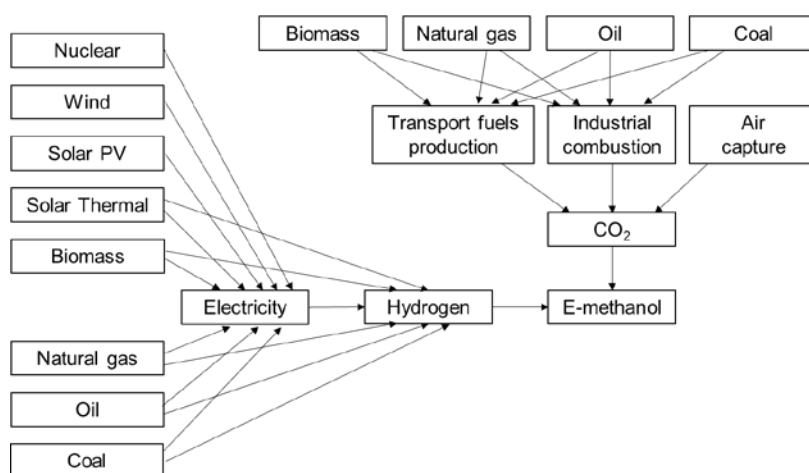 Biomass
Natural gas
Oil
Coal
Nuclear
Wind
Solar PV
Solar Thermal
Biomass
Transport fuels
production
Industrial
combustion
Air
capture
CO₂
Electricity
Hydrogen
E-methanol
Natural gas
Oil
Coal